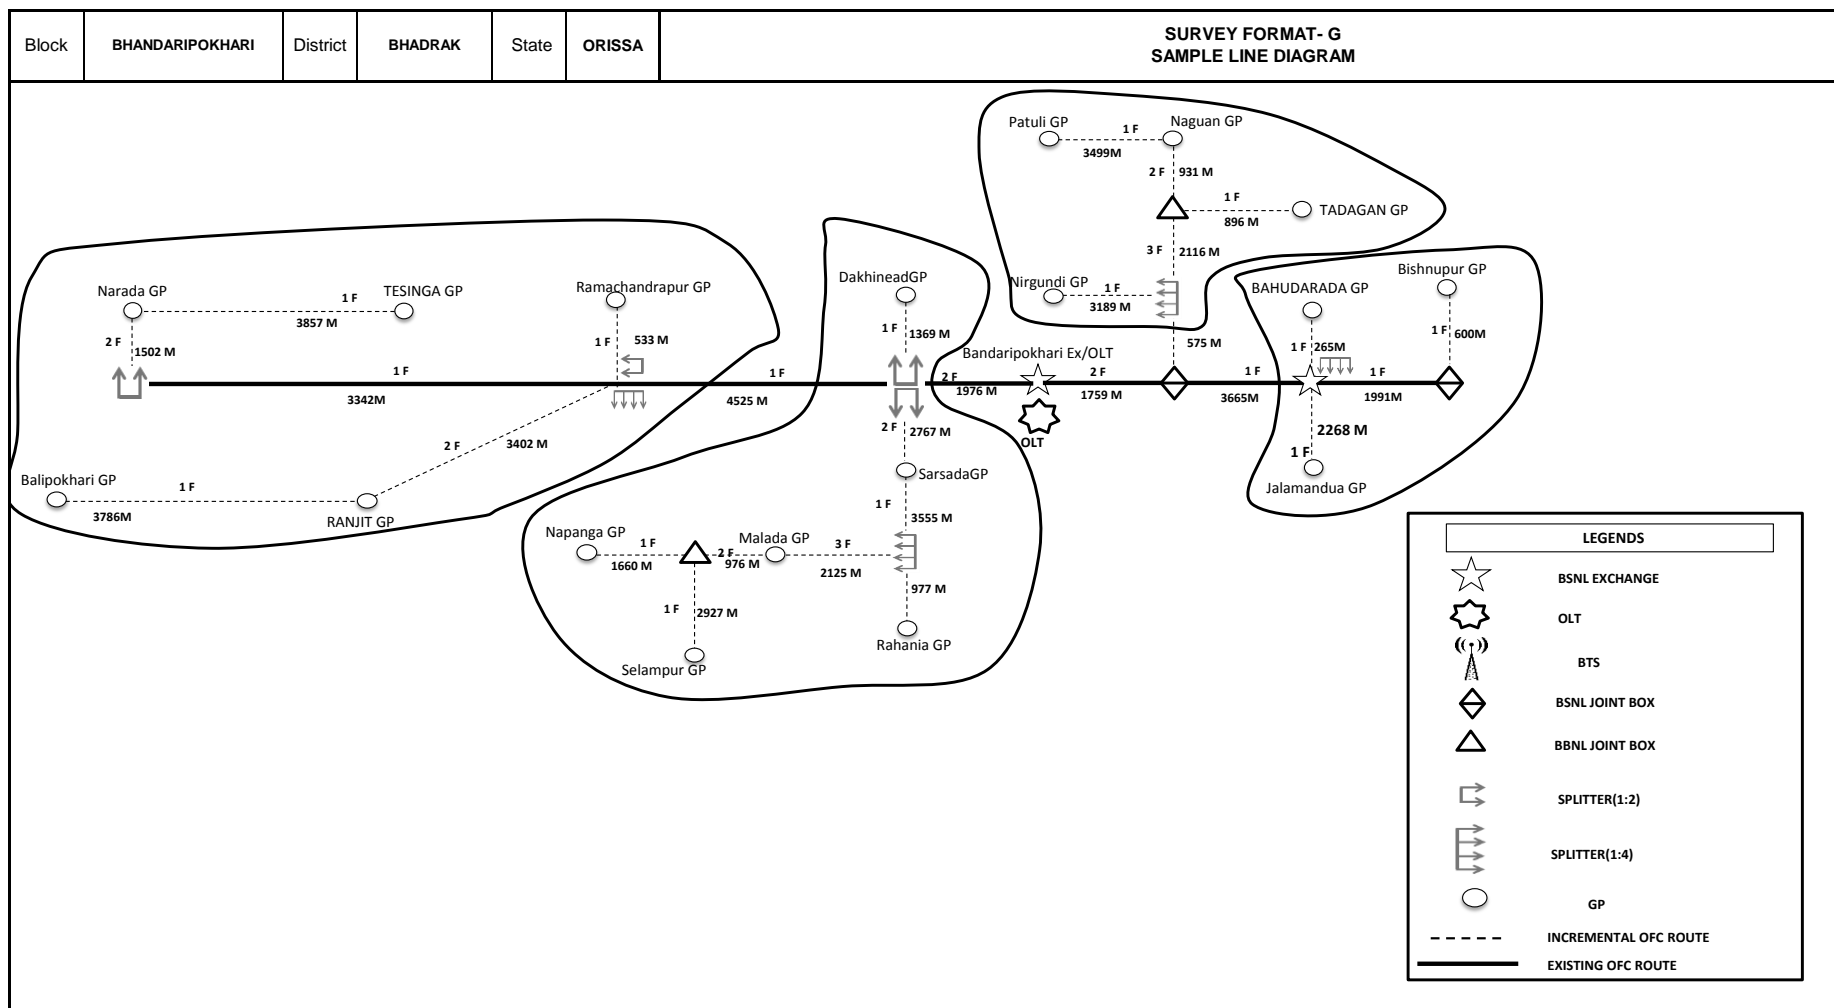 Block
BHANDARIPOKHARI
District
BHADRAK
State
ORISSA
SURVEY FORMAT- G
SAMPLE LINE DIAGRAM
Patuli GP
1 F
3499M
Naguan GP
2 F
931 M
1 F
896 M
TADAGAN GP
3 F
2116 M
Nirgundi GP
1 F
3189 M
575 M
Narada GP
1 F
3857 M
TESINGA GP
2 F
1502 M
Ramachandrapur GP
1 F
533 M
1 F
3342M
1 F
4525 M
2 F
3402 M
Balipokhari GP
1 F
3786M
RANJIT GP
DakhineadGP
1 F
1369 M
Bandaripokhari Ex/OLT
2 F
1976 M
OLT
2 F
1759 M
1 F
3665M
BAHUDARADA GP
1 F
265M
Bishnupur GP
1 F
600M
1 F
1991M
2268 M
1 F
Jalamandua GP
2 F
2767 M
SarsadaGP
1 F
3555 M
Napanga GP
1 F
1660 M
2 F
976 M
Malada GP
3 F
2125 M
977 M
Rahania GP
1 F
2927 M
Selampur GP
LEGENDS
BSNL EXCHANGE
OLT
BTS
BSNL JOINT BOX
BBNL JOINT BOX
SPLITTER(1:2)
SPLITTER(1:4)
GP
INCREMENTAL OFC ROUTE
EXISTING OFC ROUTE